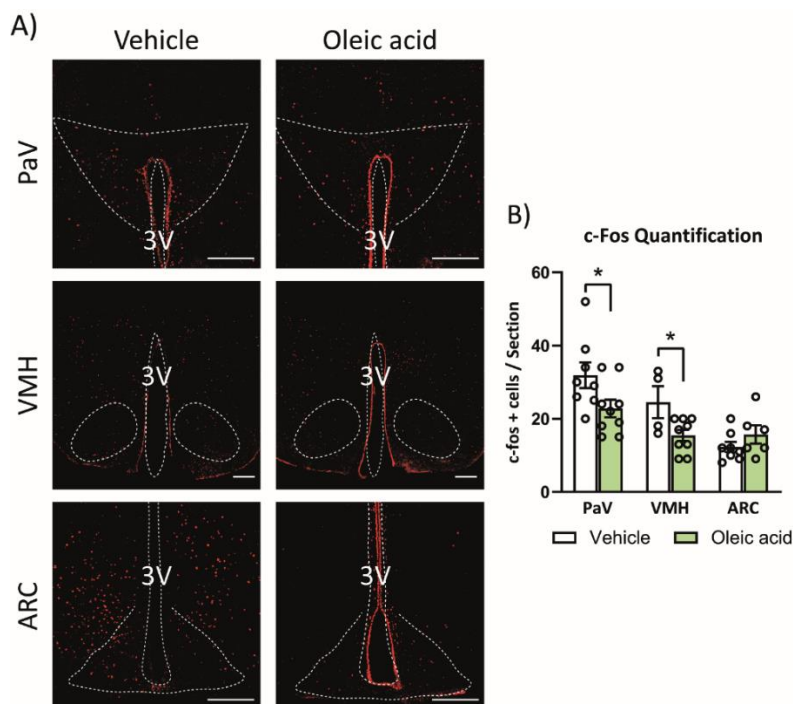 A)
Vehicle
Oleic acid
PaV
3V
3V
VMH
3V
3V
ARC
3V
3V
B)
c-Fos Quantification
c-fos + cells / Section
60
40
20
0
*
*
PaV
VMH
ARC
Vehicle
Oleic acid